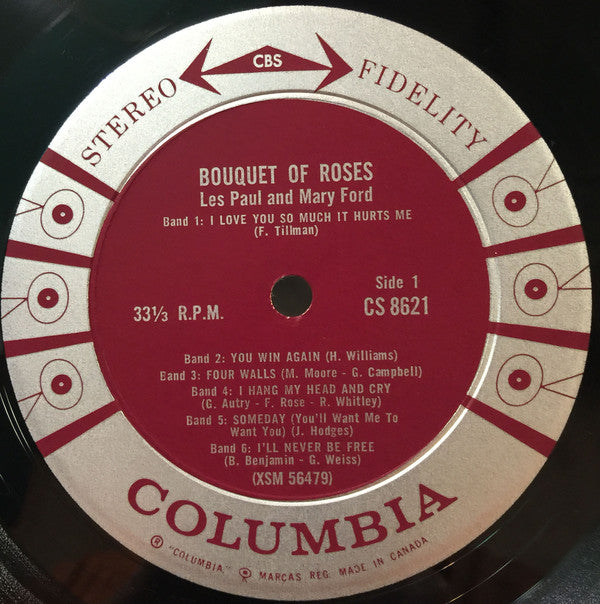 STEREO CBS FIDELITY
BOUQUET OF ROSES
Les Paul and Mary Ford
Band 1: I LOVE YOU SO MUCH IT HURTS ME
(F. Tillman)
Side 1
33⅓ R.P.M.
CS 8621
Band 2: YOU WIN AGAIN (H. Williams)
Band 3: FOUR WALLS (M. Moore - G. Campbell)
Band 4: I HANG MY HEAD AND CRY
(G. Autry - F. Rose - R. Whitley)
Band 5: SOMEDAY (You'll Want Me To
Want You) (J. Hodges)
Band 6: I'LL NEVER BE FREE
(B. Benjamin - G. Weiss)
(XSM 56479)
COLUMBIA
® "COLUMBIA" MARCAS REG. MADE IN CANADA